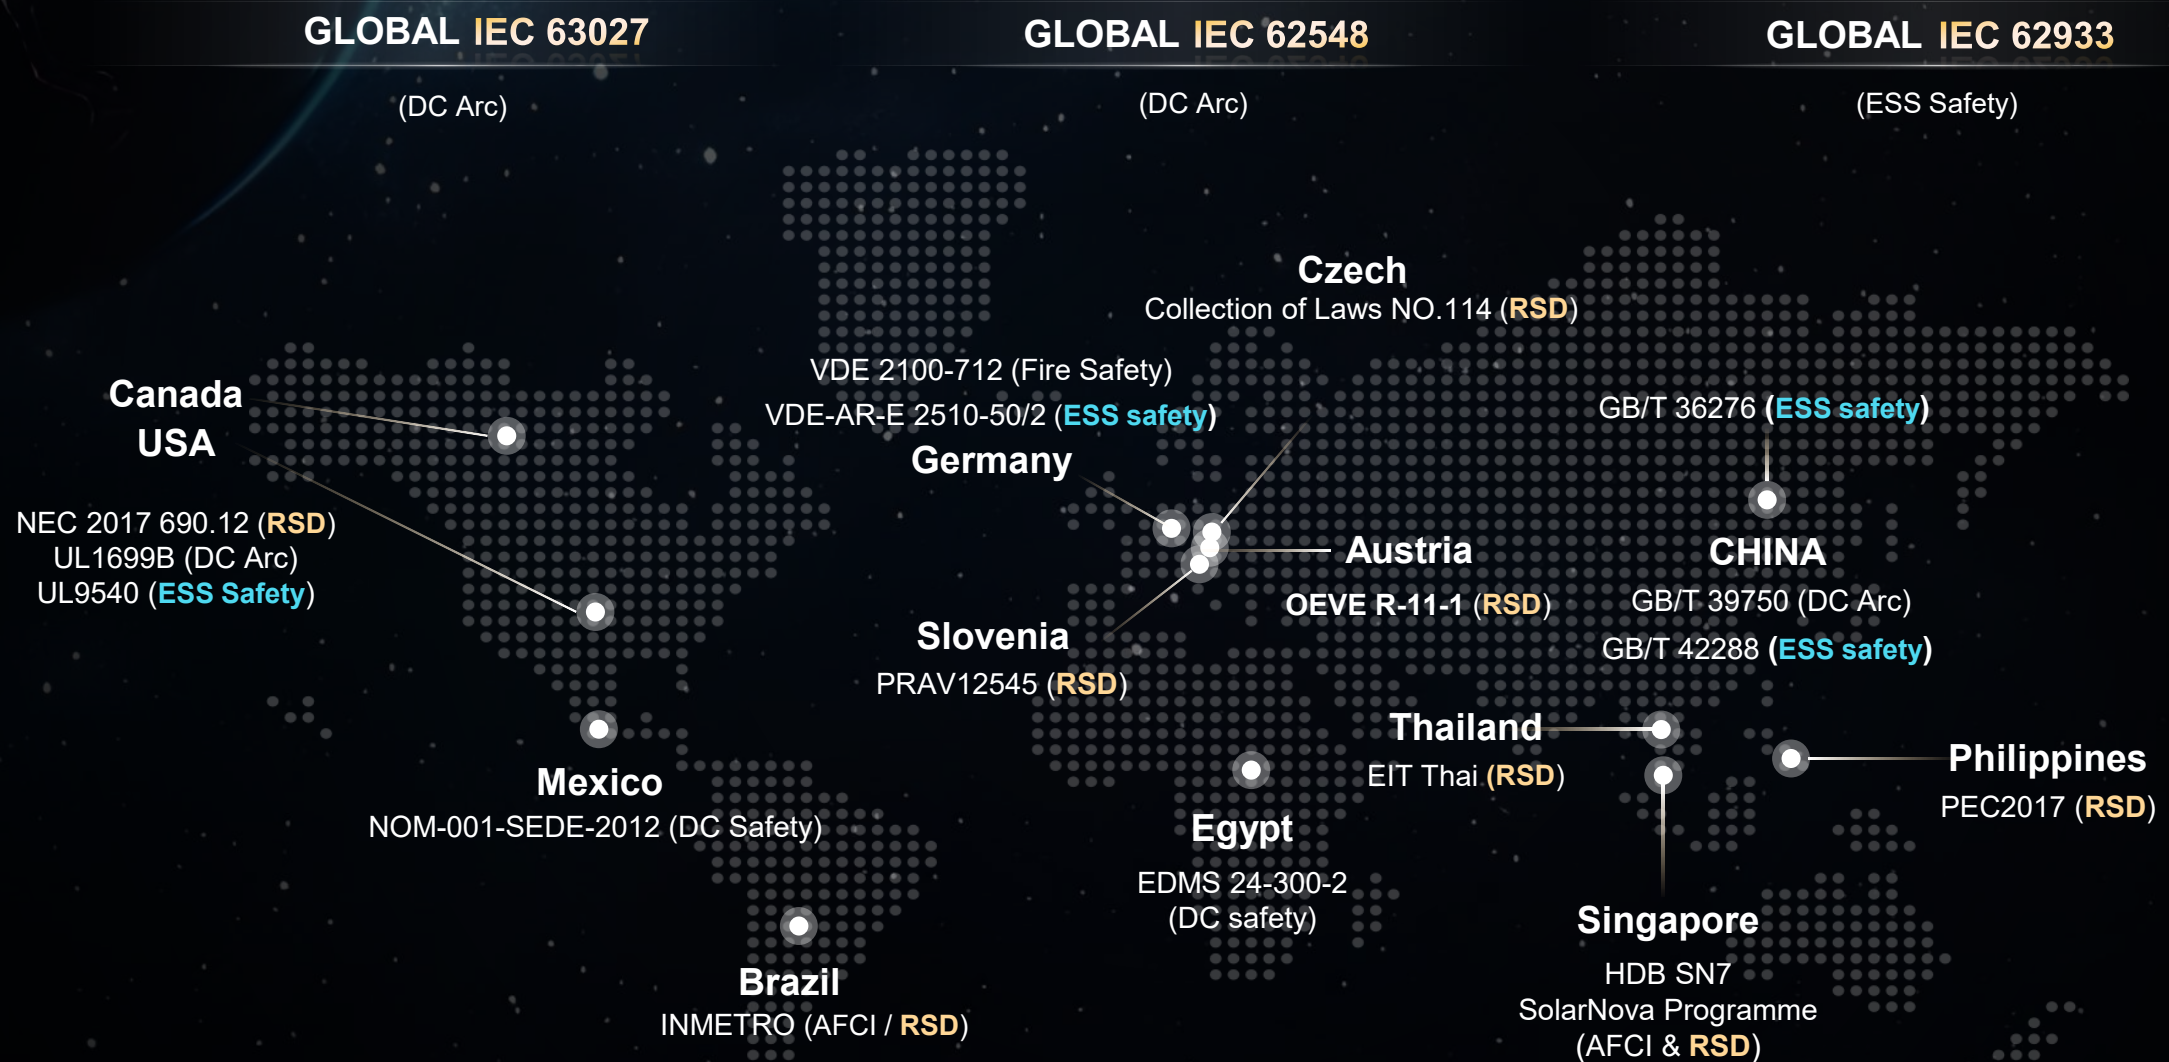 GLOBAL IEC 63027
(DC Arc)
GLOBAL IEC 62548
(DC Arc)
GLOBAL IEC 62933
(ESS Safety)
Czech
Collection of Laws NO.114 (RSD)
VDE 2100-712 (Fire Safety)
VDE-AR-E 2510-50/2 (ESS safety)
Germany
Canada
USA
NEC 2017 690.12 (RSD)
UL1699B (DC Arc)
UL9540 (ESS Safety)
GB/T 36276 (ESS safety)
CHINA
GB/T 39750 (DC Arc)
GB/T 42288 (ESS safety)
Austria
OEVE R-11-1 (RSD)
Slovenia
PRAV12545 (RSD)
Thailand
EIT Thai (RSD)
Philippines
PEC2017 (RSD)
Mexico
NOM-001-SEDE-2012 (DC Safety)
Egypt
EDMS 24-300-2
(DC safety)
Singapore
HDB SN7
SolarNova Programme
(AFCI & RSD)
Brazil
INMETRO (AFCI / RSD)